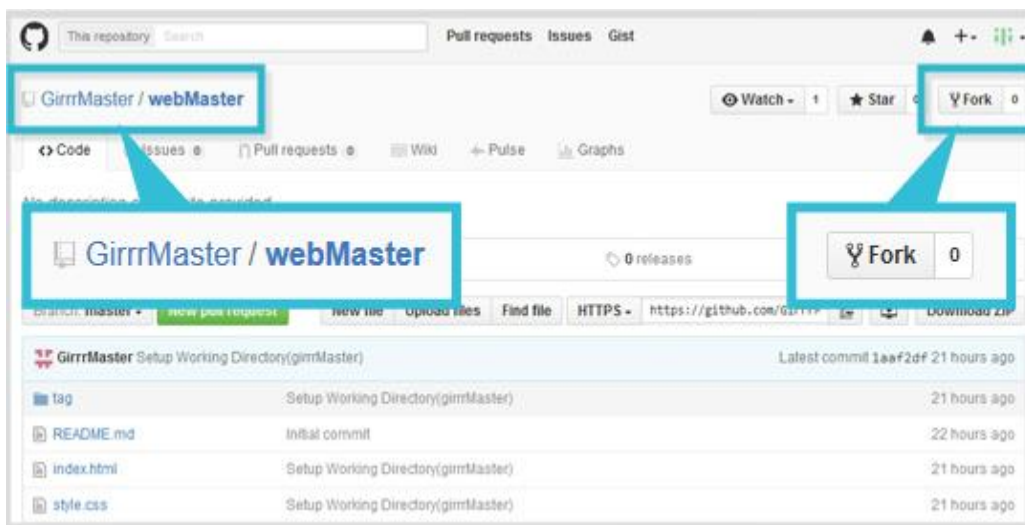 This repository Search Pull requests Issues Gist
GirrrMaster / webMaster Watch 1 Star Fork 0
Code Issues 0 Pull requests 0 Wiki Pulse Graphs
GirrrMaster / webMaster Fork 0
0 releases
Branch: master New pull request New file Upload files Find file HTTPS Download ZIP
GirrrMaster Setup Working Directory(girrrMaster) Latest commit 1aaf2df 21 hours ago
tag Setup Working Directory(girrrMaster) 21 hours ago
README.md Initial commit 22 hours ago
index.html Setup Working Directory(girrrMaster) 21 hours ago
style.css Setup Working Directory(girrrMaster) 21 hours ago